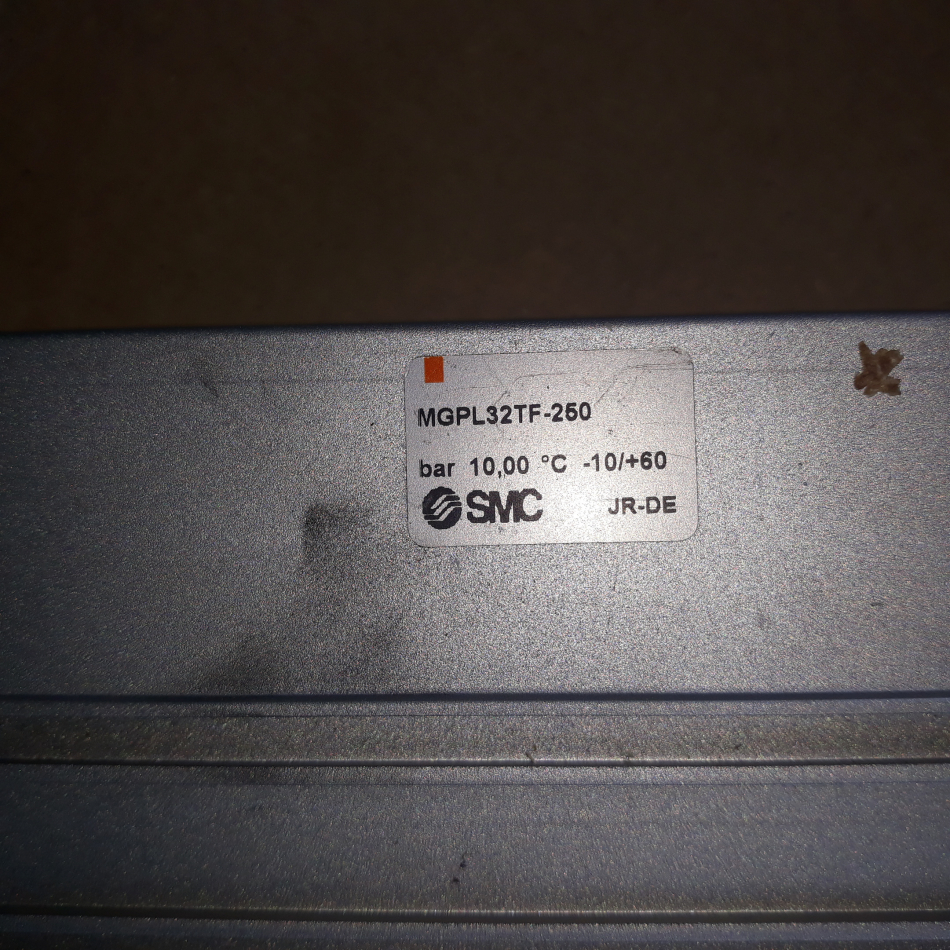 MGPL32TF-250
bar 10,00 °C -10/+60
SMC JR-DE